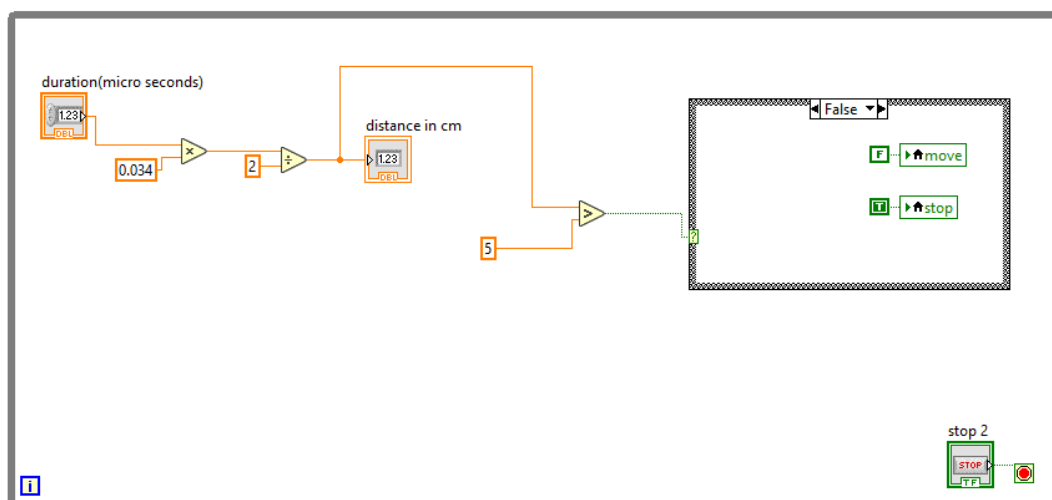 duration(micro seconds)
1.23
DBL
0.034
×
2
÷
distance in cm
1.23
DBL
5
>
?
False
F
move
T
stop
stop 2
STOP
TF
i